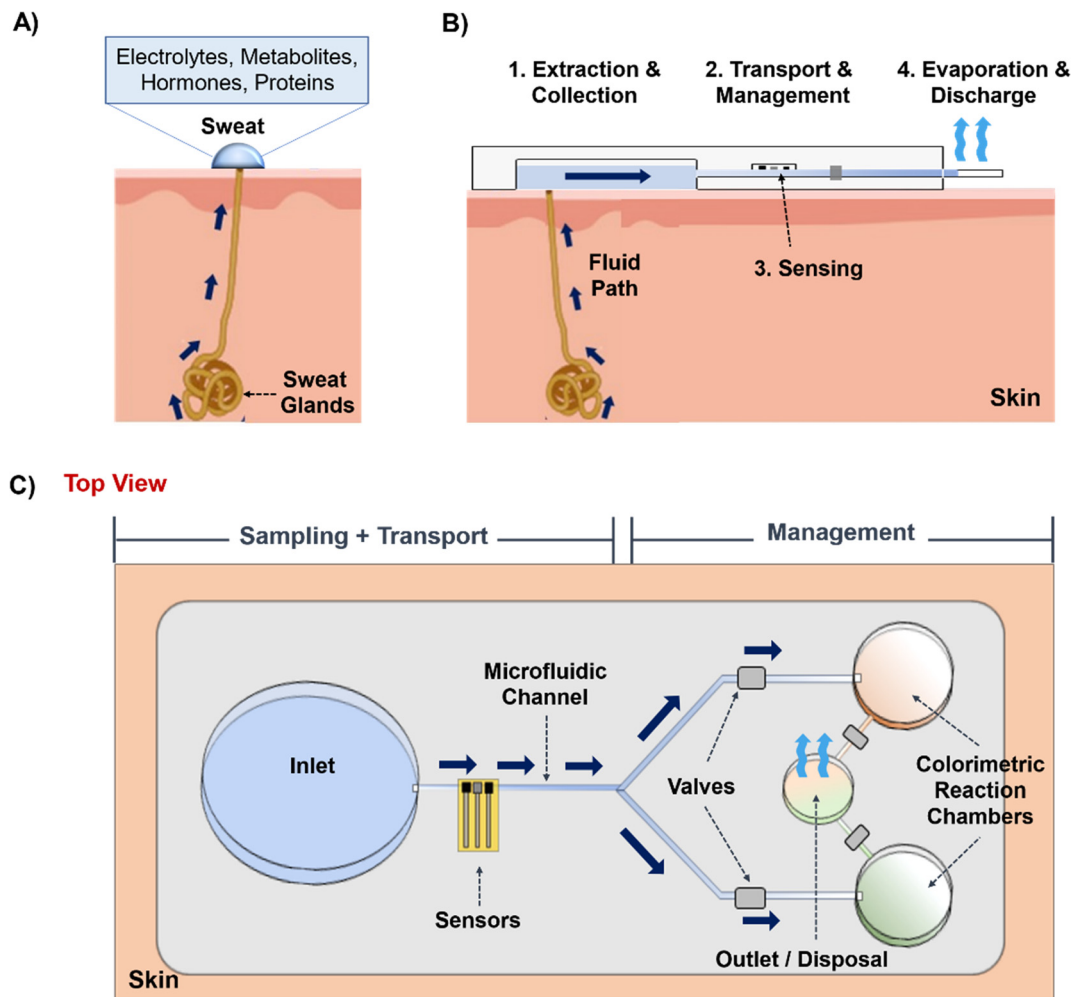 A)
Electrolytes, Metabolites,
Hormones, Proteins
Sweat
Sweat
Glands
B)
1. Extraction &
Collection
2. Transport &
Management
4. Evaporation &
Discharge
Fluid
Path
3. Sensing
Skin
C)
Top View
Sampling + Transport
Management
Microfluidic
Channel
Inlet
Sensors
Valves
Colorimetric
Reaction
Chambers
Outlet / Disposal
Skin